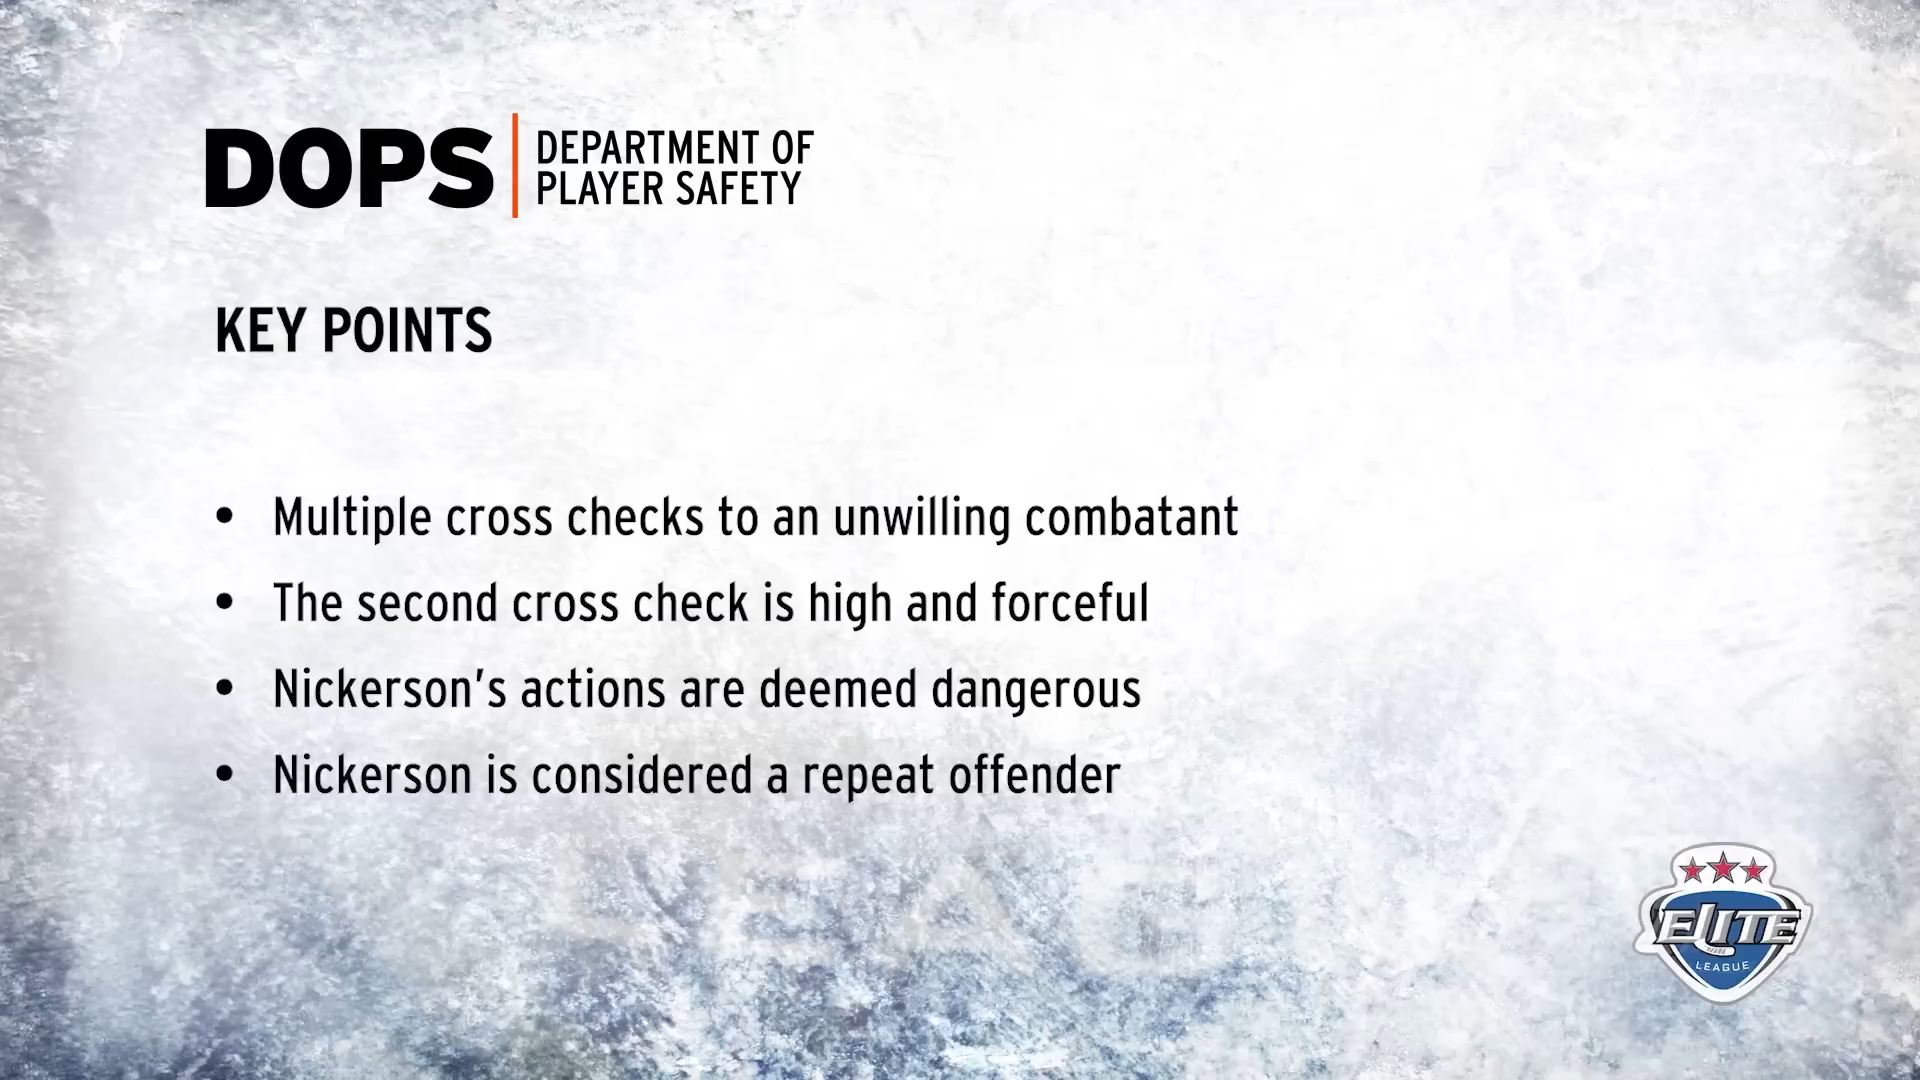 DOPS
DEPARTMENT OF
PLAYER SAFETY
KEY POINTS
• Multiple cross checks to an unwilling combatant
• The second cross check is high and forceful
• Nickerson’s actions are deemed dangerous
• Nickerson is considered a repeat offender
ELITE
LEAGUE